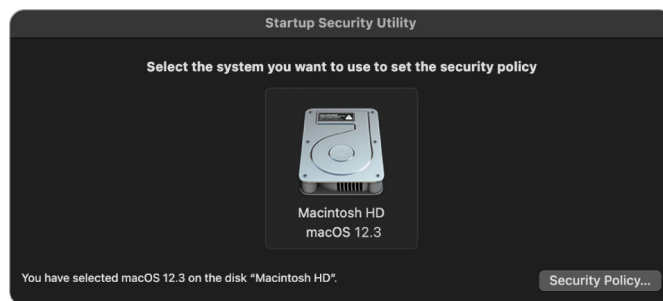 Startup Security Utility
Select the system you want to use to set the security policy
Macintosh HD
macOS 12.3
You have selected macOS 12.3 on the disk “Macintosh HD”.
Security Policy...